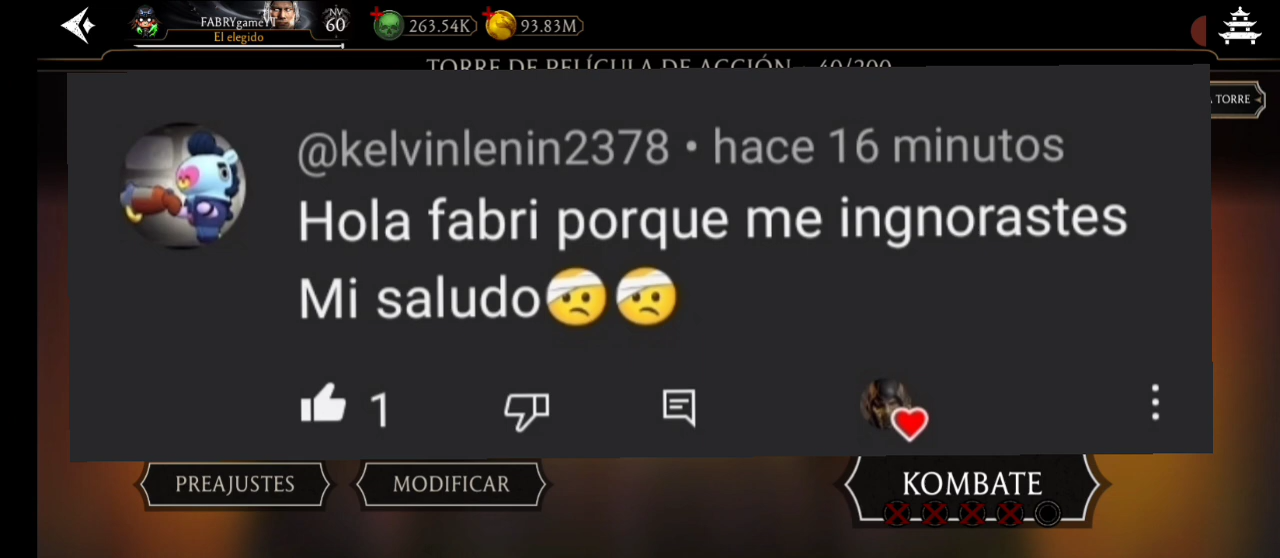 FABRYgameYT
El elegido
NV
60
263.54K
93.83M
TORRE DE PELÍCULA DE ACCIÓN - 40/200
TORRE
@kelvinlenin2378 • hace 16 minutos
Hola fabri porque me ingnorastes
Mi saludo🤕🤕
1
PREAJUSTES
MODIFICAR
KOMBATE